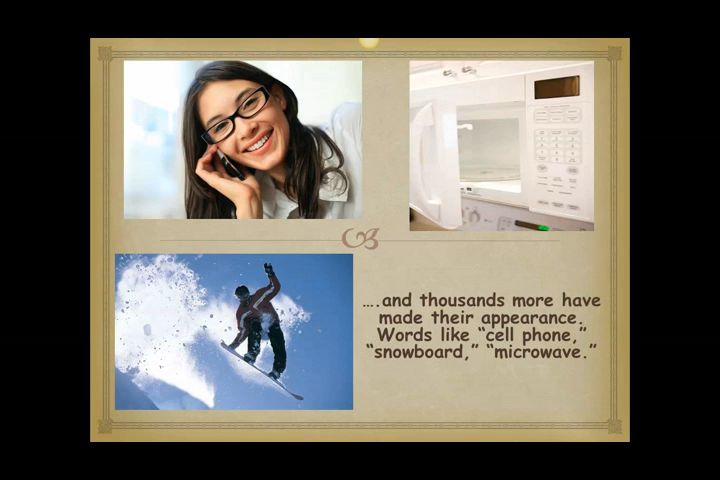 ….and thousands more have
made their appearance.
Words like “cell phone,”
“snowboard,” “microwave.”